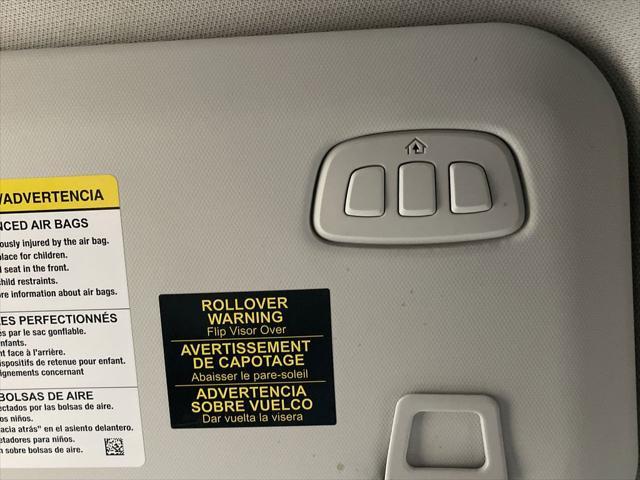 /ADVERTENCIA
NCED AIR BAGS
ously injured by the air bag.
place for children.
seat in the front.
child restraints.
re information about air bags.
ES PERFECTIONNÉS
s par le sac gonflable.
nfants.
nt face à l'arrière.
ispositifs de retenue pour enfant.
ignements concernant
BOLSAS DE AIRE
ectados por las bolsas de aire.
os niños.
acia atrás" en el asiento delantero.
etadores para niños.
n sobre bolsas de aire.
ROLLOVER
WARNING
Flip Visor Over
AVERTISSEMENT
DE CAPOTAGE
Abaisser le pare-soleil
ADVERTENCIA
SOBRE VUELCO
Dar vuelta la visera